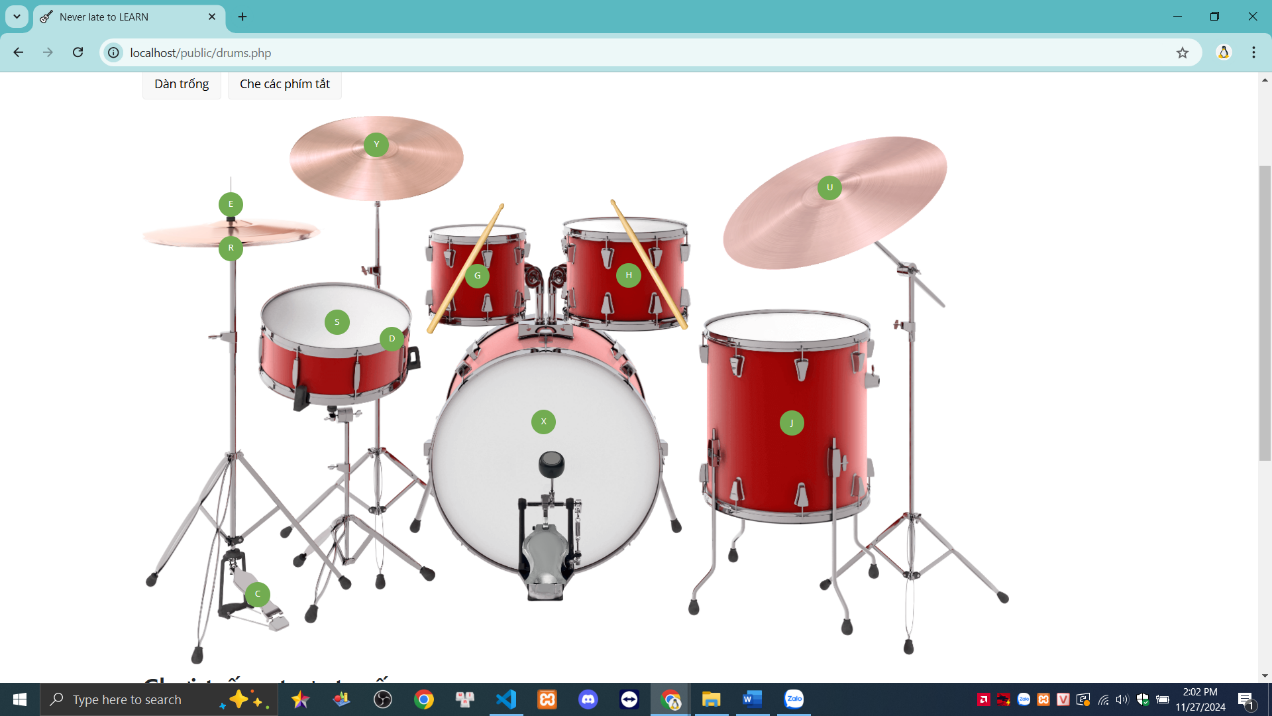 Never late to LEARN
localhost/public/drums.php
Dàn trống
Che các phím tắt
Y
U
E
R
G
H
S
D
X
J
C
Type here to search
2:02 PM
11/27/2024
1